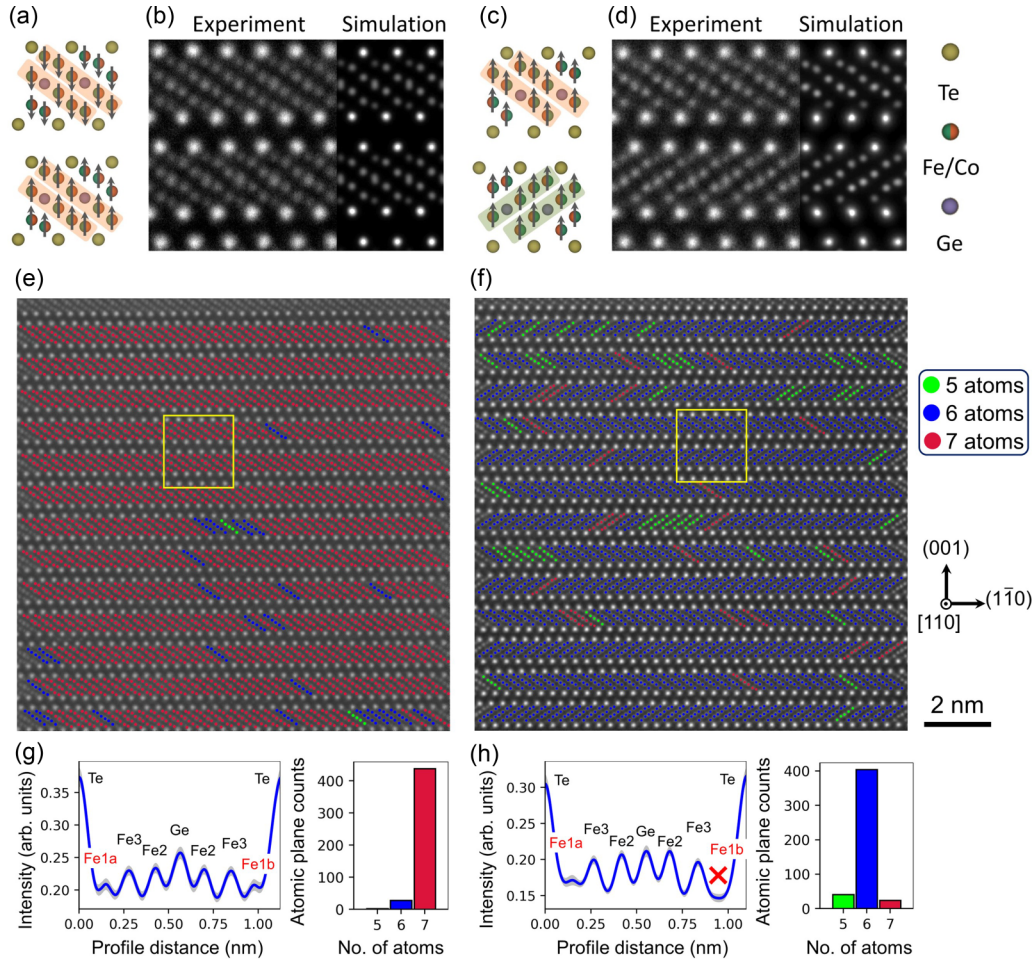 (a)
(b)
Experiment
Simulation
(c)
(d)
Experiment
Simulation
Te
Fe/Co
Ge
(e)
(f)
5 atoms
6 atoms
7 atoms
(001)
(11̅0)
[110]
2 nm
(g)
Intensity (arb. units)
0.35
0.30
0.25
0.20
Te
Te
Fe3
Ge
Fe3
Fe2
Fe2
Fe1a
Fe1b
0.00
0.25
0.50
0.75
1.00
Profile distance (nm)
Atomic plane counts
400
300
200
100
0
5
6
7
No. of atoms
(h)
Intensity (arb. units)
0.30
0.25
0.20
0.15
Te
Te
Fe3
Ge
Fe3
Fe2
Fe2
Fe1a
Fe1b
0.00
0.25
0.50
0.75
1.00
Profile distance (nm)
Atomic plane counts
400
300
200
100
0
5
6
7
No. of atoms